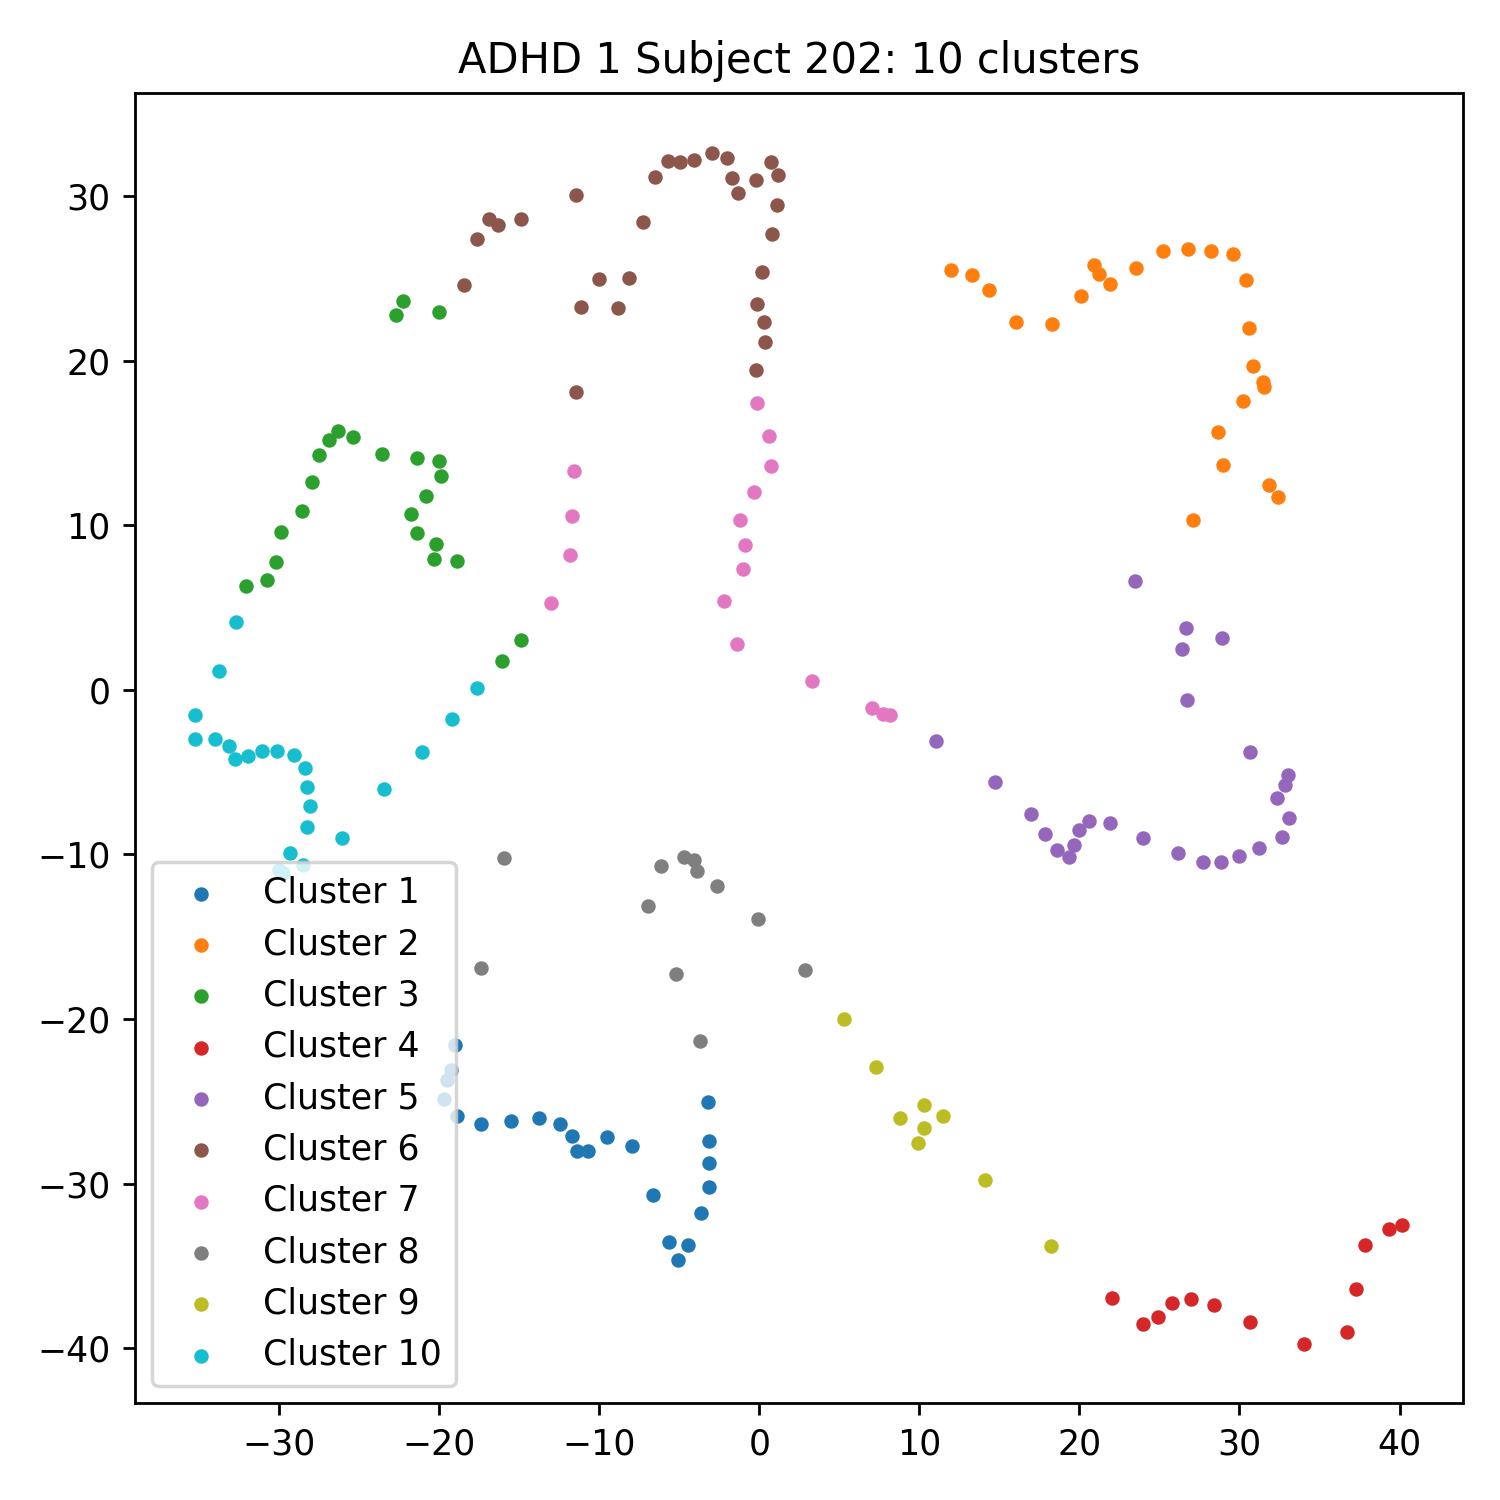 ADHD 1 Subject 202: 10 clusters
30
20
10
0
−10
−20
−30
−40
Cluster 1
Cluster 2
Cluster 3
Cluster 4
Cluster 5
Cluster 6
Cluster 7
Cluster 8
Cluster 9
Cluster 10
−30 −20 −10 0 10 20 30 40